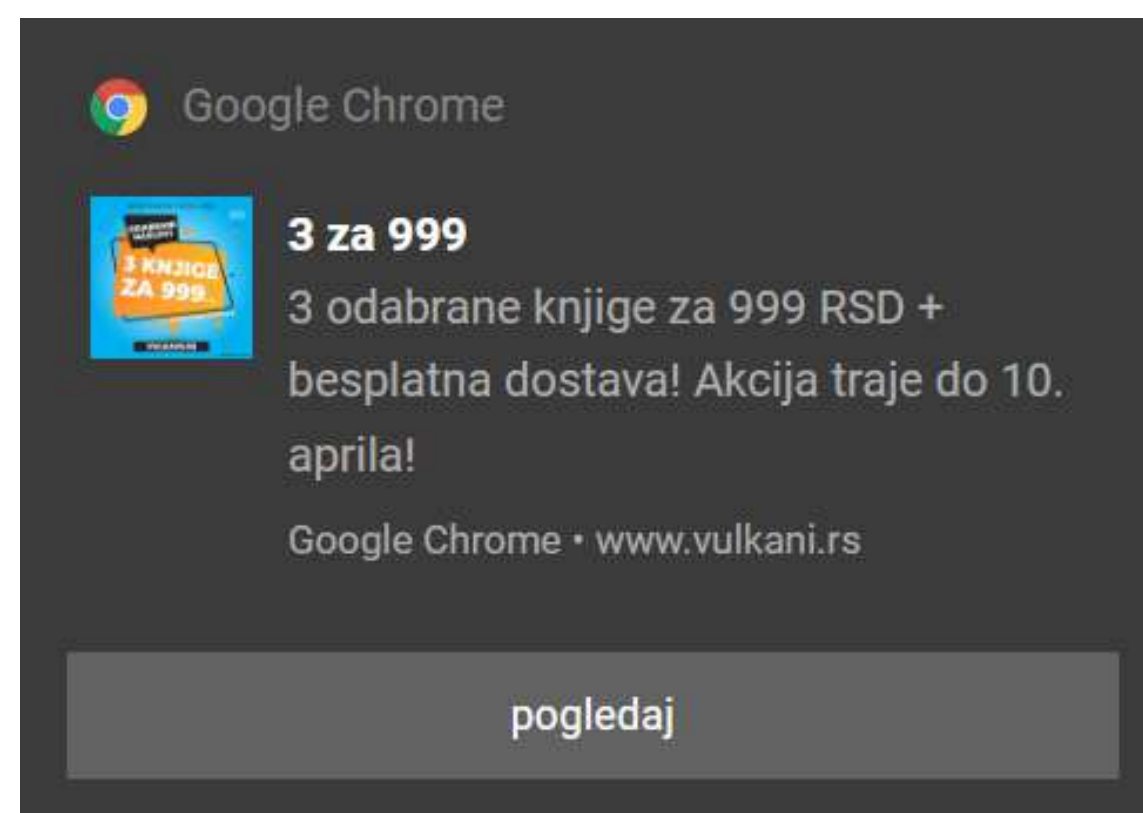 Google Chrome
3 KNJIGE
ZA 999
3 za 999
3 odabrane knjige za 999 RSD +
besplatna dostava! Akcija traje do 10.
aprila!
Google Chrome • www.vulkani.rs
pogledaj